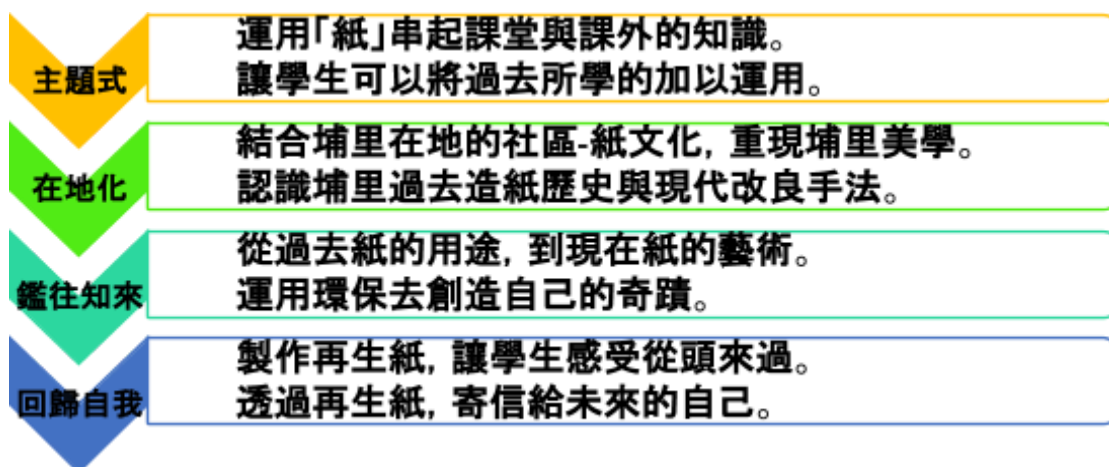 主題式
運用「紙」串起課堂與課外的知識。
讓學生可以將過去所學的加以運用。
在地化
結合埔里在地的社區-紙文化, 重現埔里美學。
認識埔里過去造紙歷史與現代改良手法。
鑑往知來
從過去紙的用途, 到現在紙的藝術。
運用環保去創造自己的奇蹟。
回歸自我
製作再生紙, 讓學生感受從頭來過。
透過再生紙, 寄信給未來的自己。